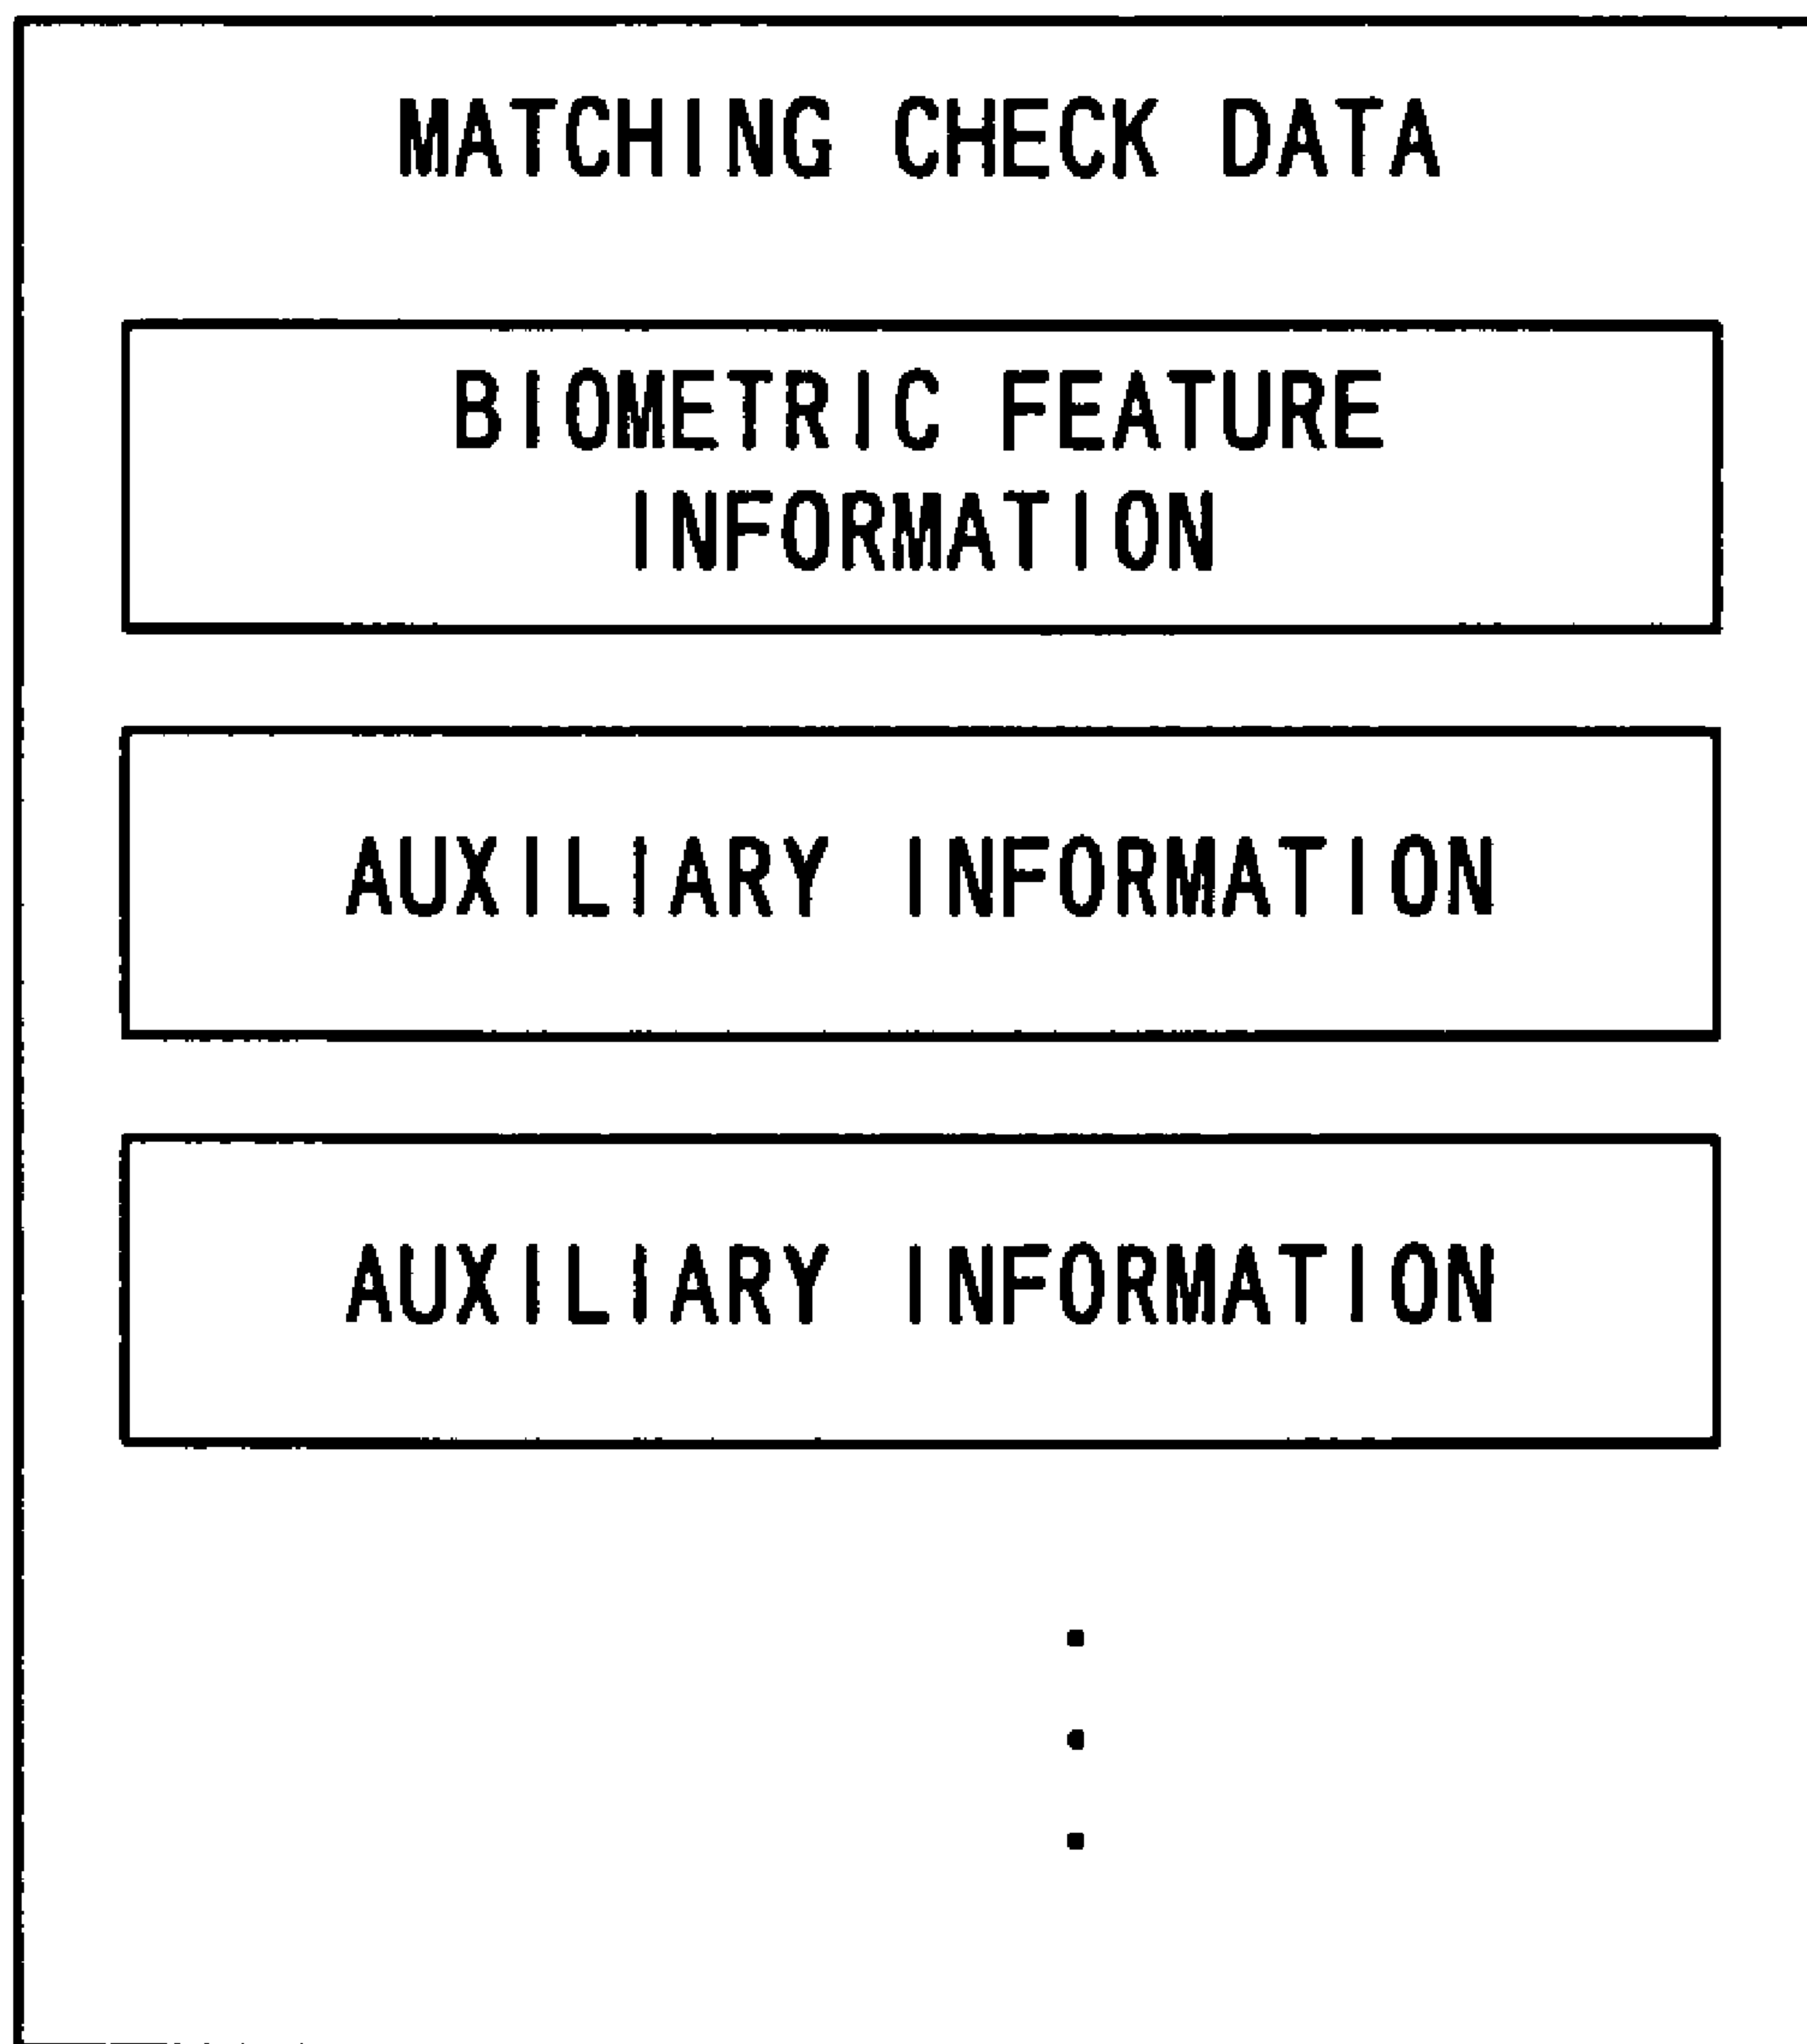 MATCHING CHECK DATA
BIOMETRIC FEATURE
INFORMATION
AUXILIARY INFORMATION
AUXILIARY INFORMATION